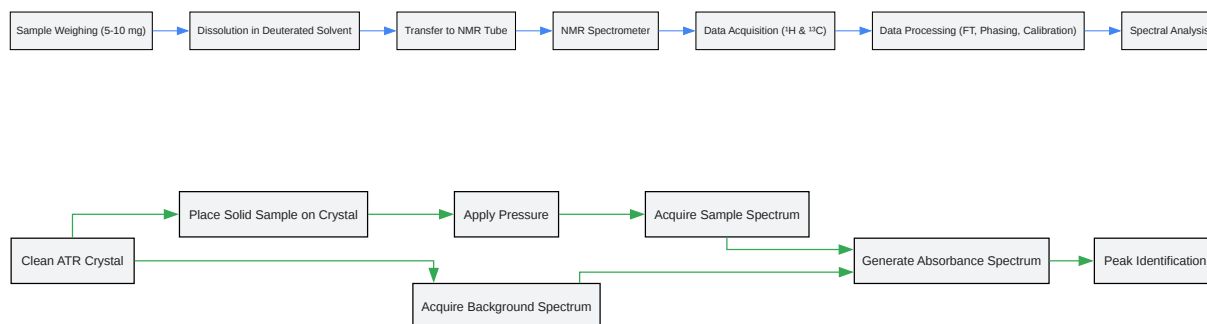 Sample Weighing (5-10 mg)
Dissolution in Deuterated Solvent
Transfer to NMR Tube
NMR Spectrometer
Data Acquisition (¹H & ¹³C)
Data Processing (FT, Phasing, Calibration)
Spectral Analysis
Place Solid Sample on Crystal
Apply Pressure
Acquire Sample Spectrum
Clean ATR Crystal
Generate Absorbance Spectrum
Peak Identification
Acquire Background Spectrum